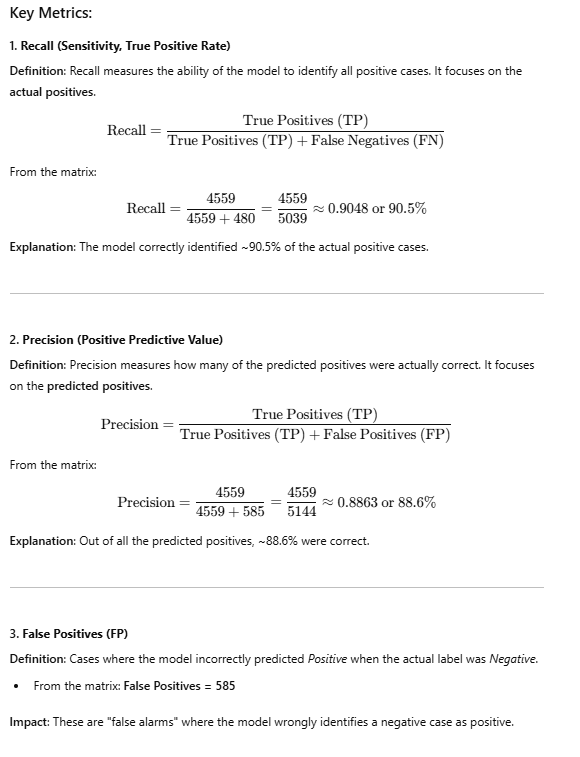 Key Metrics:
1. Recall (Sensitivity, True Positive Rate)
Definition: Recall measures the ability of the model to identify all positive cases. It focuses on the
actual positives.
Recall = True Positives (TP) / True Positives (TP) + False Negatives (FN)
From the matrix:
Recall = 4559 / 4559 + 480 = 4559 / 5039 ≈ 0.9048 or 90.5%
Explanation: The model correctly identified ~90.5% of the actual positive cases.
2. Precision (Positive Predictive Value)
Definition: Precision measures how many of the predicted positives were actually correct. It focuses
on the predicted positives.
Precision = True Positives (TP) / True Positives (TP) + False Positives (FP)
From the matrix:
Precision = 4559 / 4559 + 585 = 4559 / 5144 ≈ 0.8863 or 88.6%
Explanation: Out of all the predicted positives, ~88.6% were correct.
3. False Positives (FP)
Definition: Cases where the model incorrectly predicted Positive when the actual label was Negative.
• From the matrix: False Positives = 585
Impact: These are "false alarms" where the model wrongly identifies a negative case as positive.